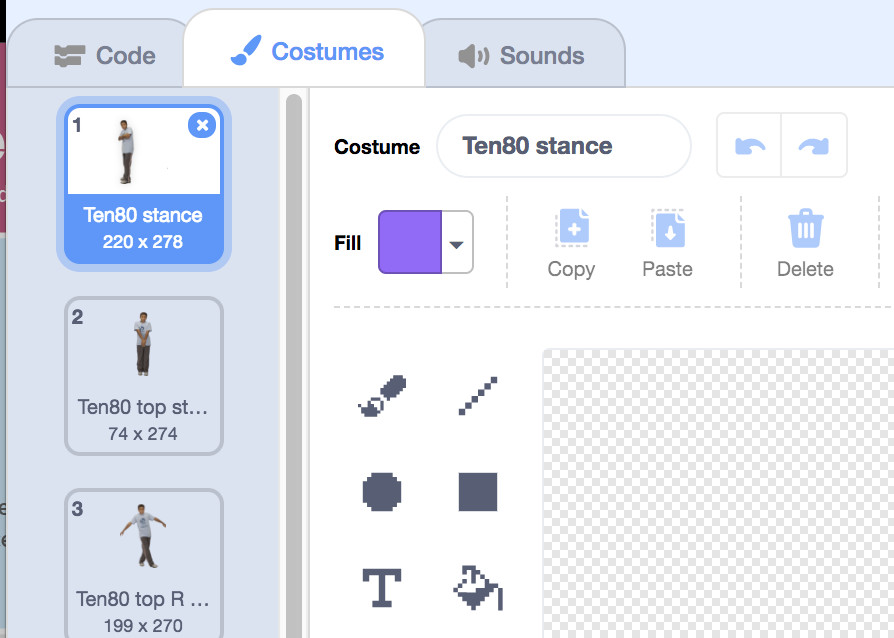 Code
Costumes
Sounds
1
Ten80 stance
220 x 278
2
Ten80 top st...
74 x 274
3
Ten80 top R ...
199 x 270
Costume
Ten80 stance
Fill
Copy
Paste
Delete
T